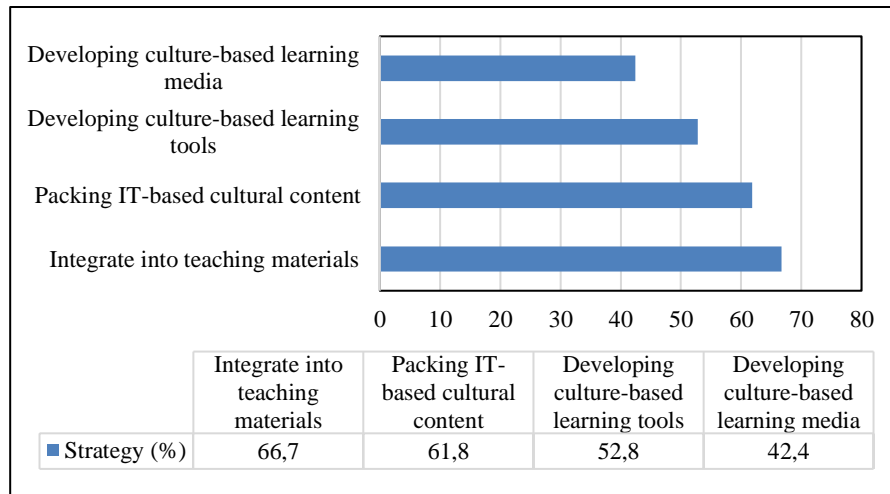 Developing culture-based learning
media
Developing culture-based learning
tools
Packing IT-based cultural content
Integrate into teaching materials
0 10 20 30 40 50 60 70 80
Integrate into
teaching
materials
Packing IT-
based cultural
content
Developing
culture-based
learning tools
Developing
culture-based
learning media
Strategy (%) 66,7 61,8 52,8 42,4